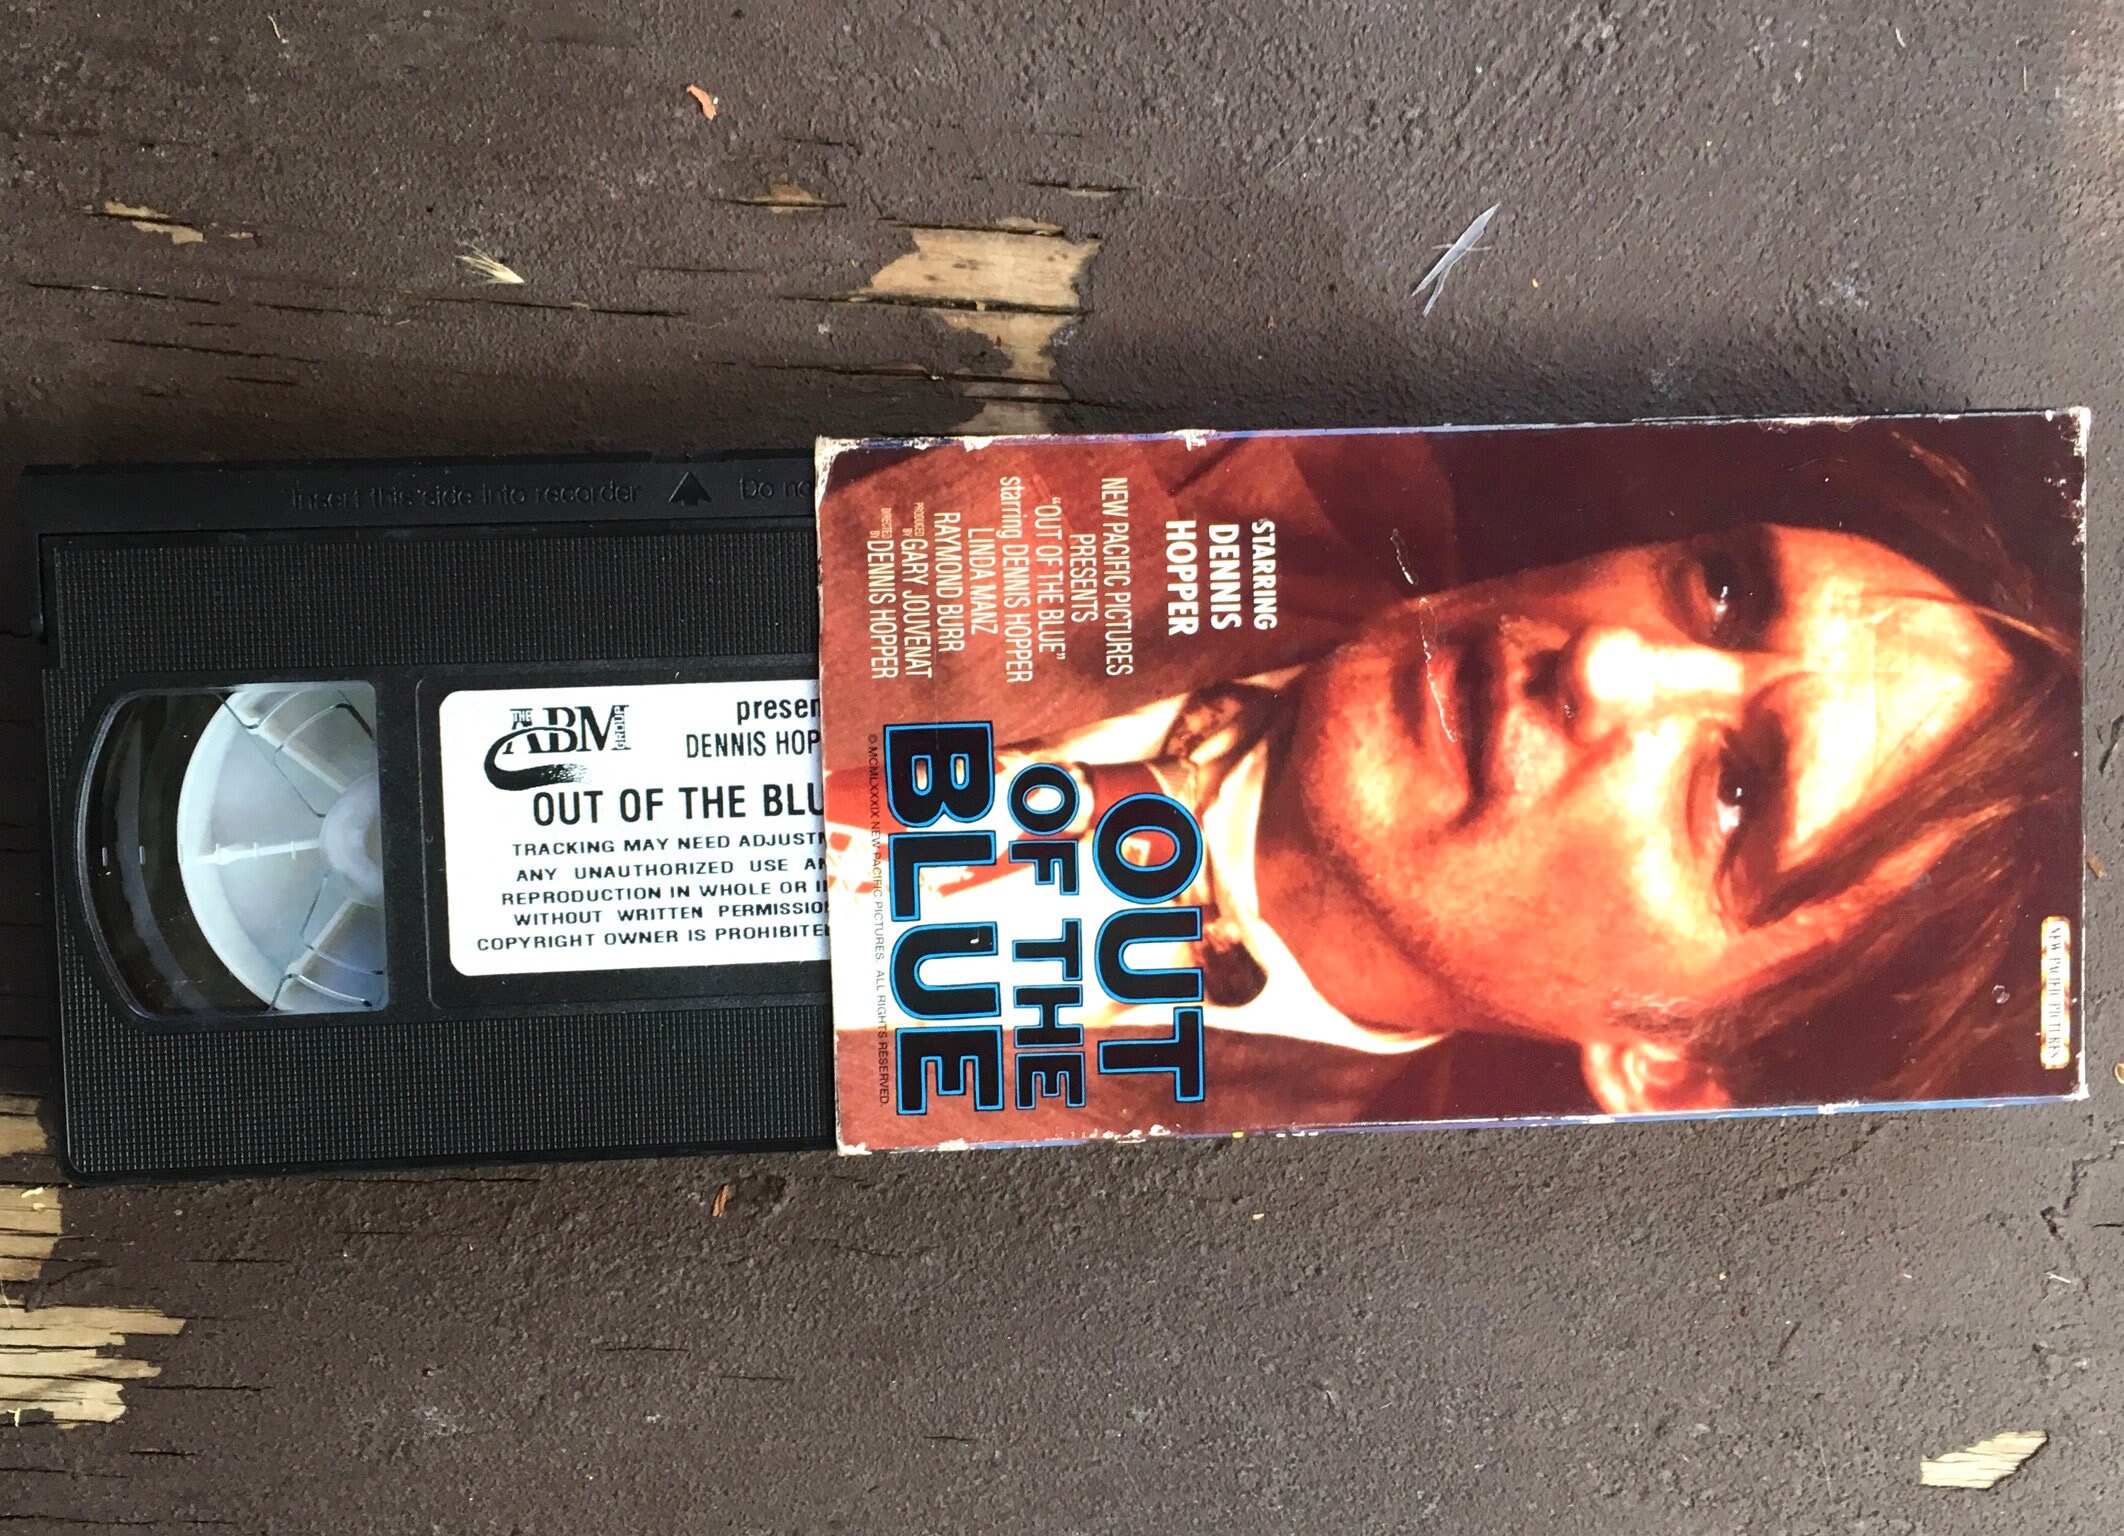 Insert this side into recorder Do no
THE ABM GROUP
presen
DENNIS HOP
OUT OF THE BLU
TRACKING MAY NEED ADJUSTM
ANY UNAUTHORIZED USE AN
REPRODUCTION IN WHOLE OR I
WITHOUT WRITTEN PERMISSIO
COPYRIGHT OWNER IS PROHIBITE
NEW PACIFIC PICTURES
STARRING
DENNIS
HOPPER
NEW PACIFIC PICTURES
PRESENTS
"OUT OF THE BLUE"
starring DENNIS HOPPER
LINDA MANZ
RAYMOND BURR
PRODUCED BY GARY JOUVENAT
DIRECTED BY DENNIS HOPPER
OUT
OF THE
BLUE
© MCMLXXXIX NEW PACIFIC PICTURES. ALL RIGHTS RESERVED.